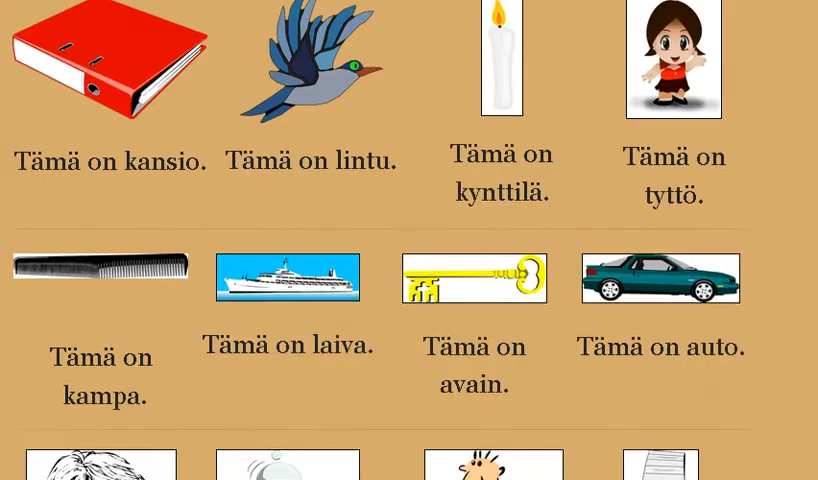 Tämä on kansio.
Tämä on lintu.
Tämä on
kynttilä.
Tämä on
tyttö.
Tämä on
kampa.
Tämä on laiva.
Tämä on
avain.
Tämä on auto.